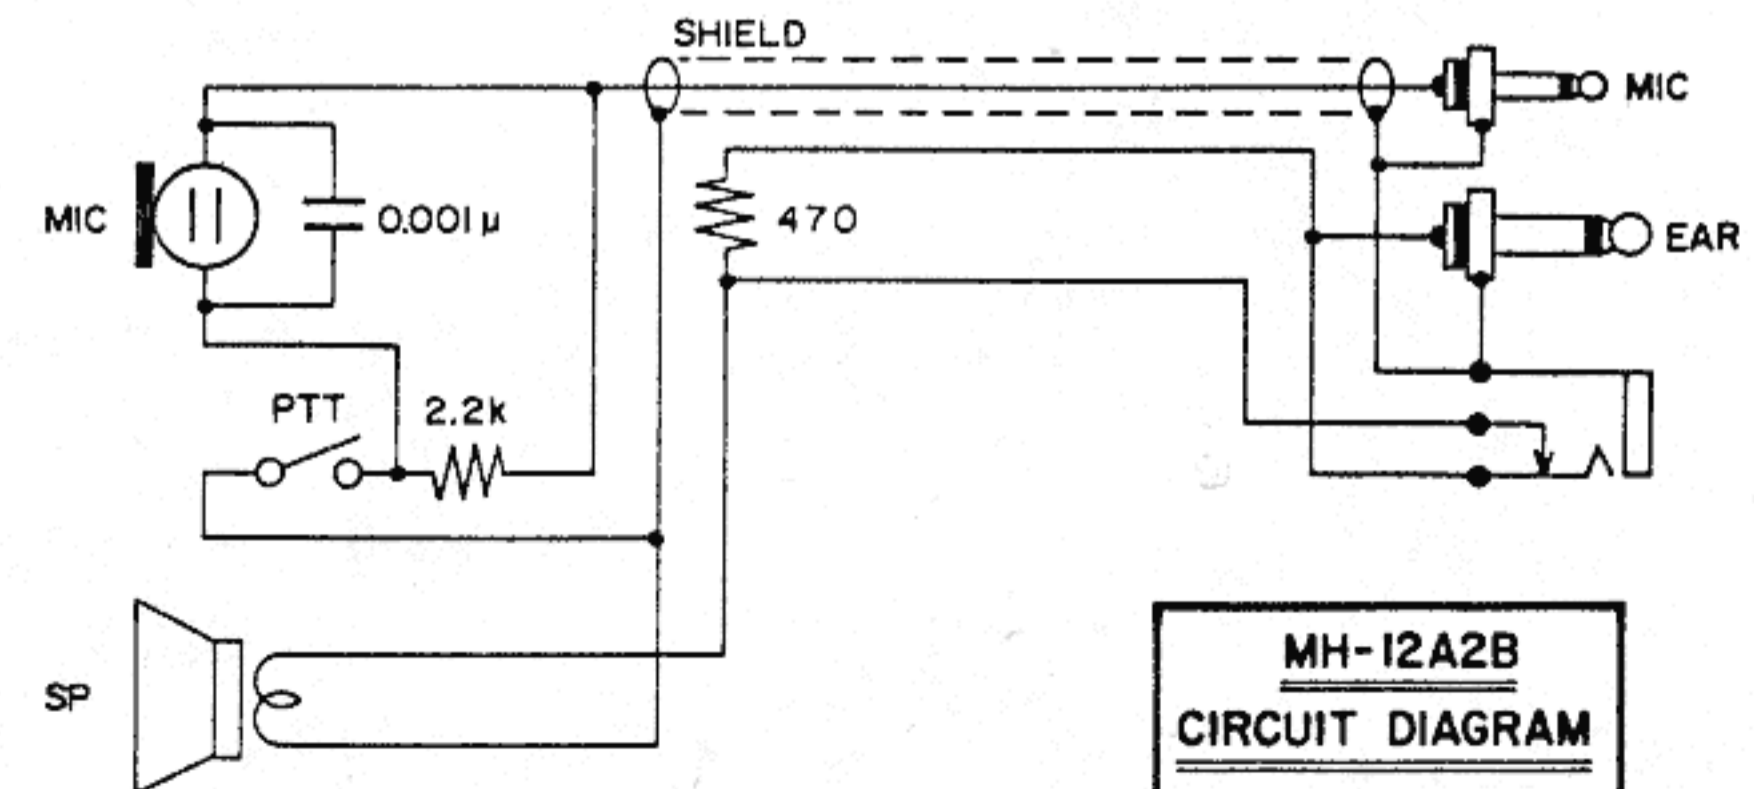 SHIELD
MIC
MIC
0.001µ
470
EAR
PTT
2.2k
SP
MH-12A2B
CIRCUIT DIAGRAM